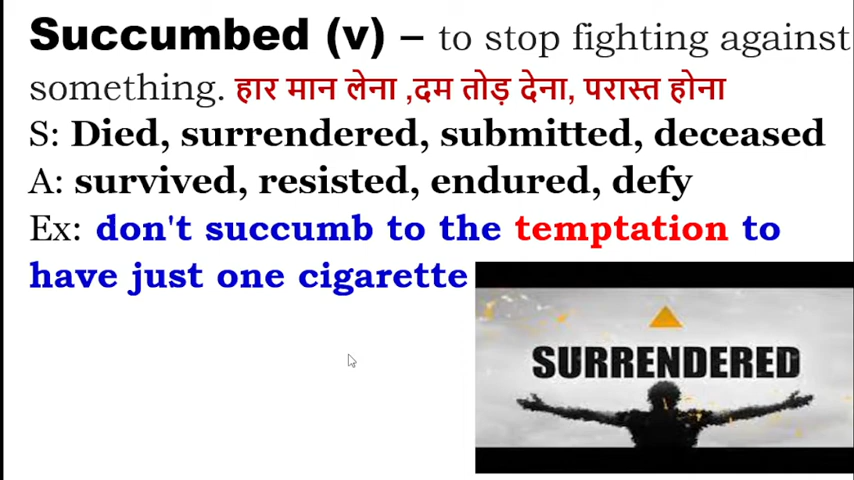 Succumbed (v) – to stop fighting against
something. हार मान लेना ,दम तोड़ देना, परास्त होना
S: Died, surrendered, submitted, deceased
A: survived, resisted, endured, defy
Ex: don't succumb to the temptation to
have just one cigarette
SURRENDERED